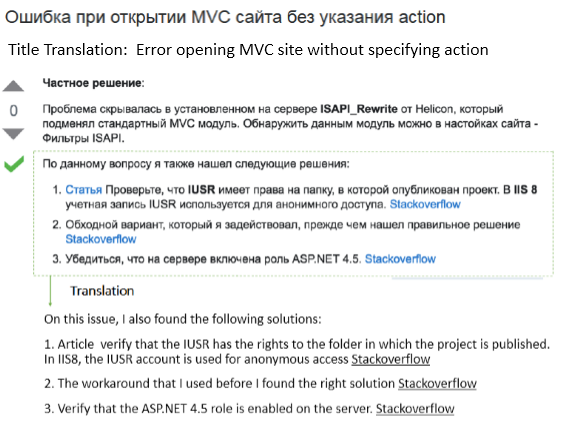 Ошибка при открытии MVC сайта без указания action
Title Translation: Error opening MVC site without specifying action
Частное решение:
0
Проблема скрывалась в установленном на сервере ISAPI_Rewrite от Helicon, который
подменял стандартный MVC модуль. Обнаружить данным модуль можно в настойках сайта -
Фильтры ISAPI.
По данному вопросу я также нашел следующие решения:
1. Статья Проверьте, что IUSR имеет права на папку, в которой опубликован проект. В IIS 8
учетная запись IUSR используется для анонимного доступа. Stackoverflow
2. Обходной вариант, который я задействовал, прежде чем нашел правильное решение
Stackoverflow
3. Убедиться, что на сервере включена роль ASP.NET 4.5. Stackoverflow
Translation
On this issue, I also found the following solutions:
1. Article verify that the IUSR has the rights to the folder in which the project is published.
In IIS8, the IUSR account is used for anonymous access Stackoverflow
2. The workaround that I used before I found the right solution Stackoverflow
3. Verify that the ASP.NET 4.5 role is enabled on the server. Stackoverflow